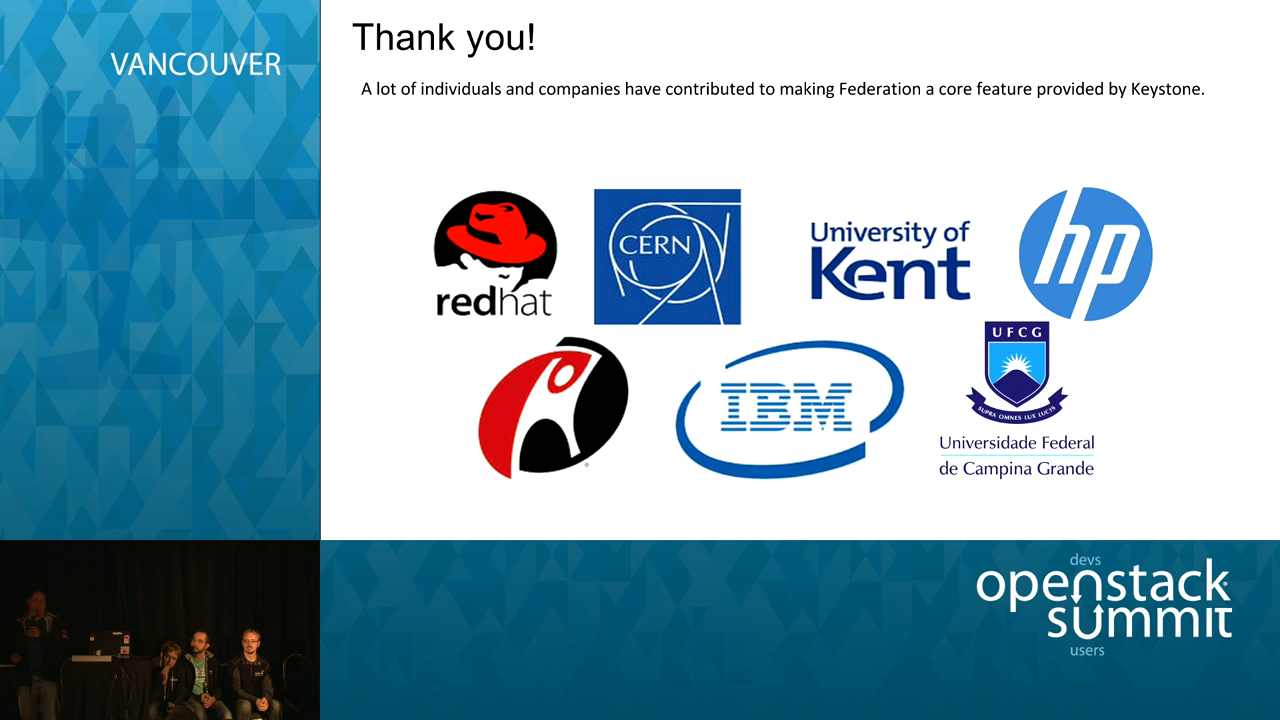 VANCOUVER
Thank you!
A lot of individuals and companies have contributed to making Federation a core feature provided by Keystone.
redhat
CERN
University of
Kent
hp
IBM
UFCG
SUPRA OMNES LUX LUCIS
Universidade Federal
de Campina Grande
devs
openstack
summit
users